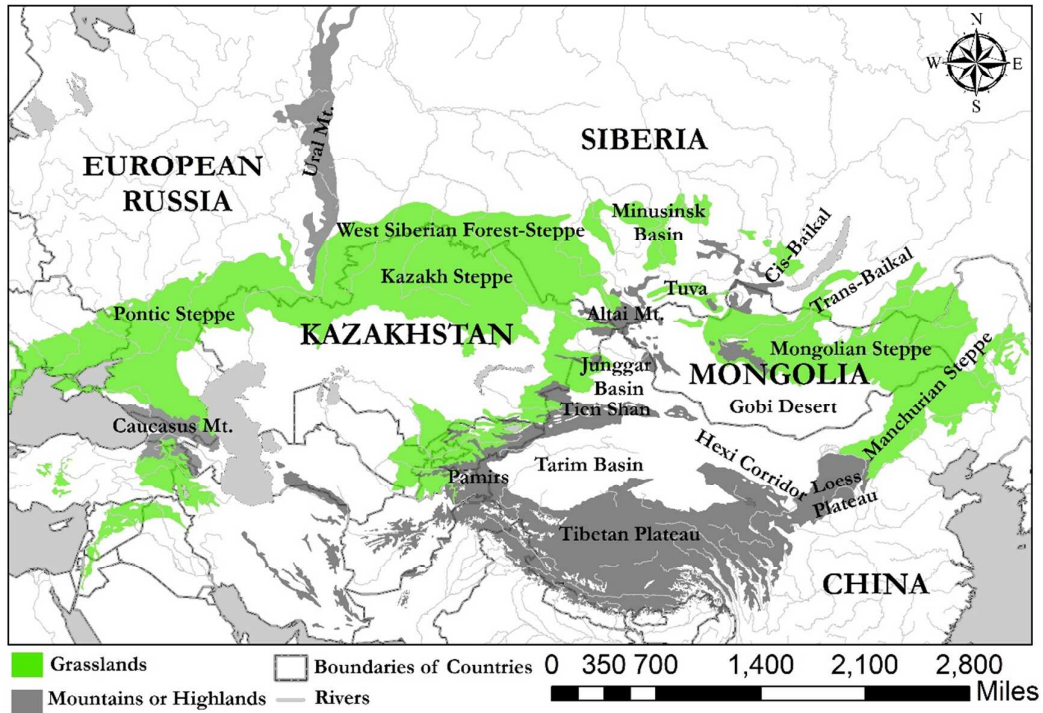 N
W E
S
SIBERIA
EUROPEAN
RUSSIA
Ural Mt.
West Siberian Forest-Steppe
Minusinsk
Basin
Cis-Baikal
Kazakh Steppe
Tuva
Trans-Baikal
Pontic Steppe
Altai Mt.
KAZAKHSTAN
Mongolian Steppe
Junggar
Basin
MONGOLIA
Manchurian Steppe
Gobi Desert
Tien Shan
Caucasus Mt.
Hexi Corridor
Tarim Basin
Pamirs
Loess
Plateau
Tibetan Plateau
CHINA
Grasslands
Boundaries of Countries
Mountains or Highlands
Rivers
0 350 700 1,400 2,100 2,800
Miles